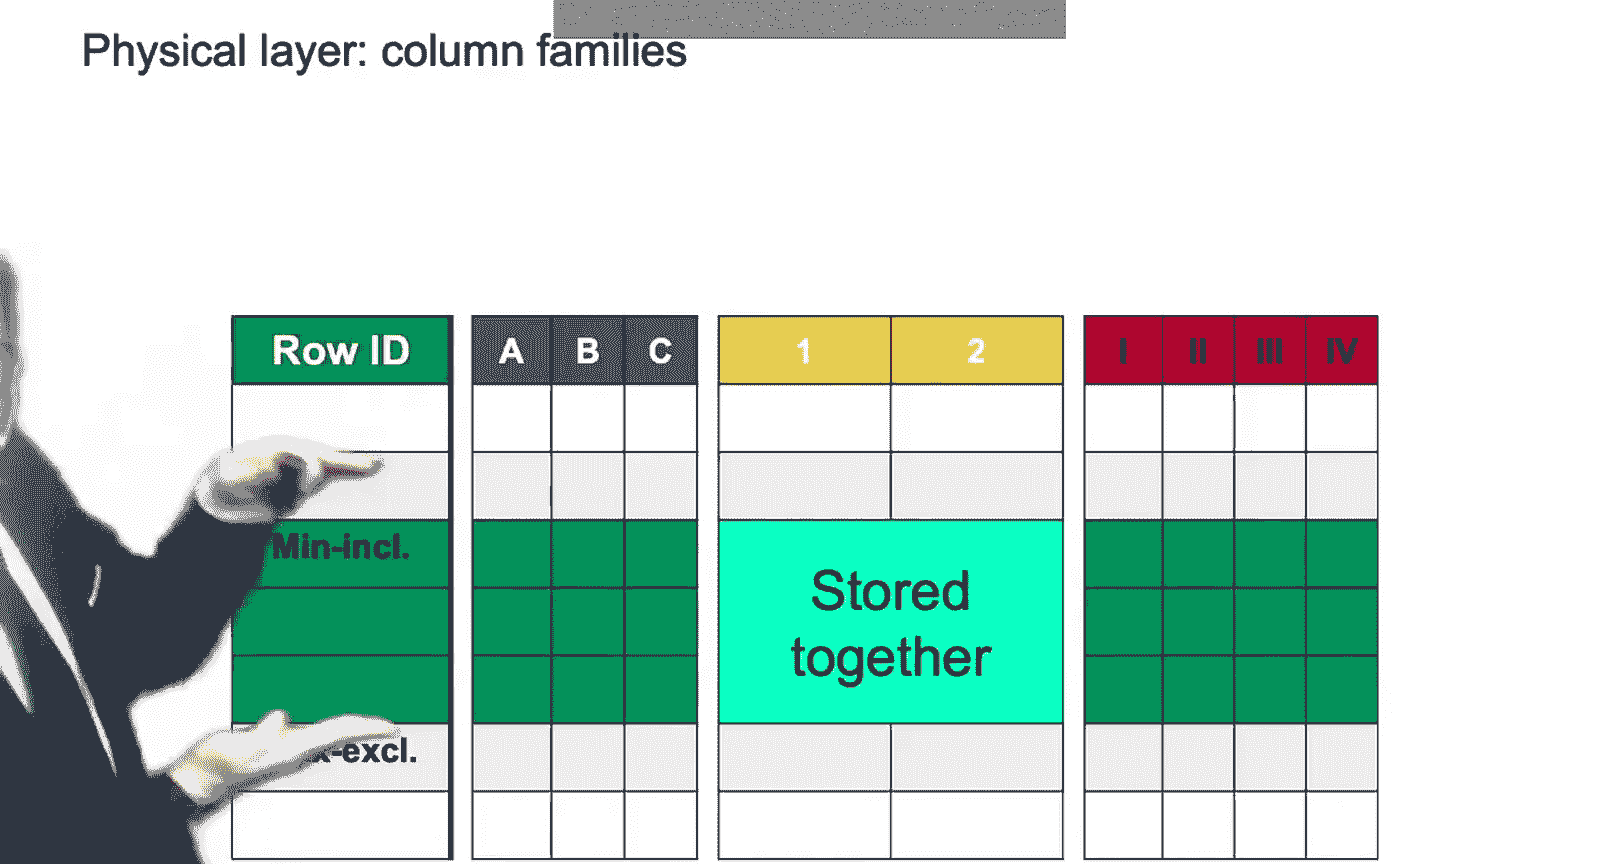 Physical layer: column families
Row ID A B C 1 2 I II III IV
Min-incl.
Stored
together
-excl.